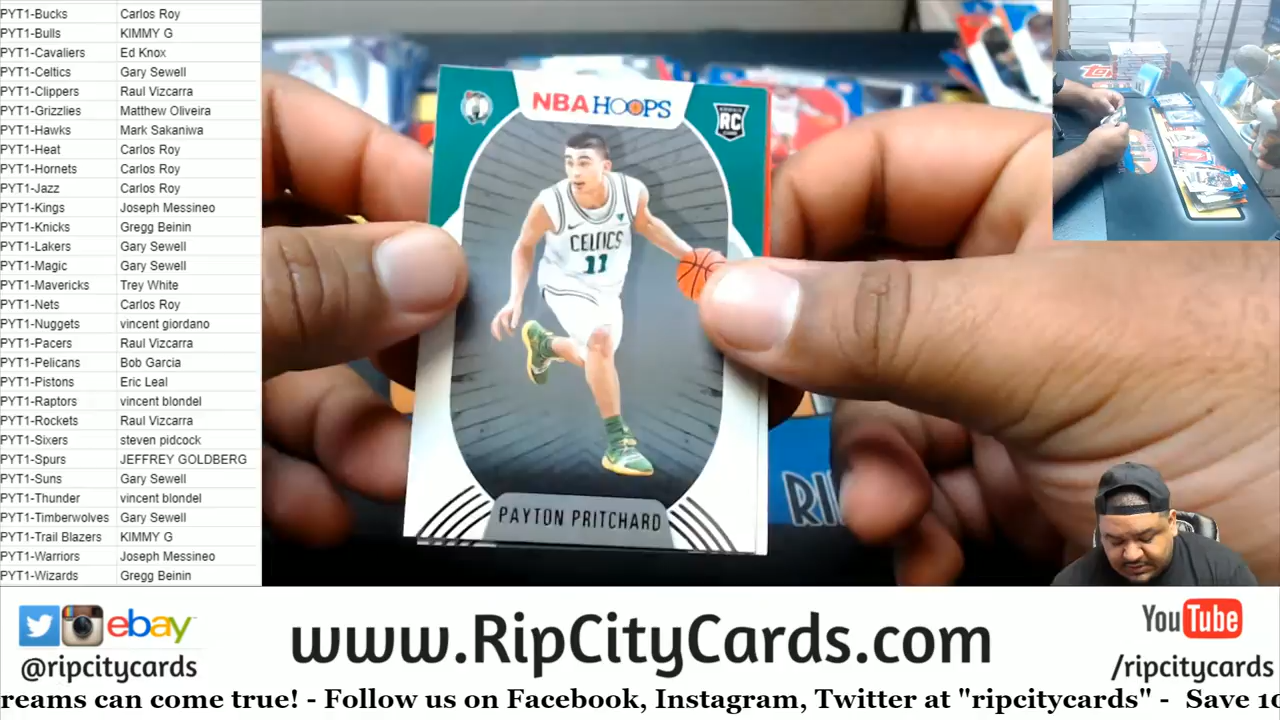 PYT1-Bucks Carlos Roy
PYT1-Bulls KIMMY G
PYT1-Cavaliers Ed Knox
PYT1-Celtics Gary Sewell
PYT1-Clippers Raul Vizcarra
PYT1-Grizzlies Matthew Oliveira
PYT1-Hawks Mark Sakaniwa
PYT1-Heat Carlos Roy
PYT1-Hornets Carlos Roy
PYT1-Jazz Carlos Roy
PYT1-Kings Joseph Messineo
PYT1-Knicks Gregg Beinin
PYT1-Lakers Gary Sewell
PYT1-Magic Gary Sewell
PYT1-Mavericks Trey White
PYT1-Nets Carlos Roy
PYT1-Nuggets vincent giordano
PYT1-Pacers Raul Vizcarra
PYT1-Pelicans Bob Garcia
PYT1-Pistons Eric Leal
PYT1-Raptors vincent blondel
PYT1-Rockets Raul Vizcarra
PYT1-Sixers steven pidcock
PYT1-Spurs JEFFREY GOLDBERG
PYT1-Suns Gary Sewell
PYT1-Thunder vincent blondel
PYT1-Timberwolves Gary Sewell
PYT1-Trail Blazers KIMMY G
PYT1-Warriors Joseph Messineo
PYT1-Wizards Gregg Beinin
NBA HOOPS
RC
CELTICS
11
PAYTON PRITCHARD
ebay
@ripcitycards
www.RipCityCards.com
YouTube
/ripcitycards
reams can come true! - Follow us on Facebook, Instagram, Twitter at "ripcitycards" - Save